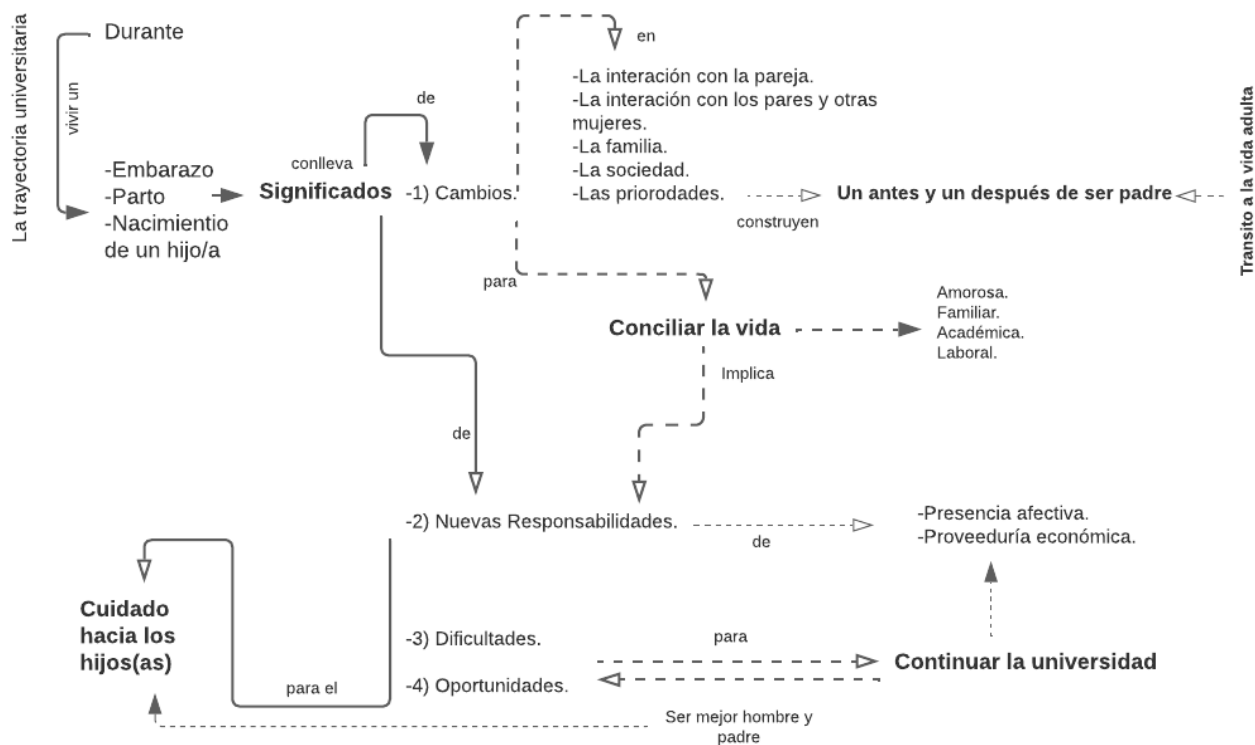 La trayectoria universitaria
Durante
vivir un
-Embarazo
-Parto
-Nacimientio
de un hijo/a
conlleva
Significados
de
-1) Cambios.
en
-La interación con la pareja.
-La interación con los pares y otras
mujeres.
-La familia.
-La sociedad.
-Las priorodades.
construyen
Un antes y un después de ser padre
Transito a la vida adulta
para
Conciliar la vida
Amorosa.
Familiar.
Académica.
Laboral.
Implica
de
-2) Nuevas Responsabilidades.
de
-Presencia afectiva.
-Proveeduría económica.
Cuidado
hacia los
hijos(as)
para el
-3) Dificultades.
-4) Oportunidades.
para
Continuar la universidad
Ser mejor hombre y
padre